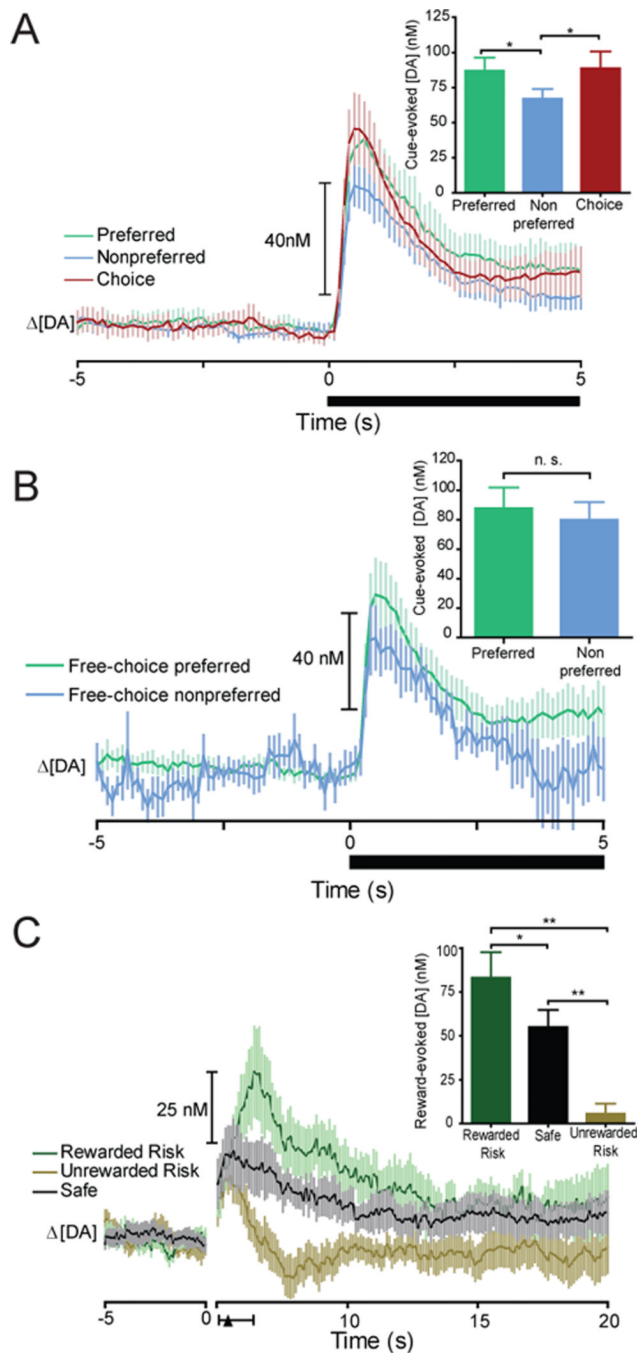 A
Cue-evoked [DA] (nM)
125
100
75
50
25
0
*
*
Preferred
Non
preferred
Choice
40nM
Preferred
Nonpreferred
Choice
Δ[DA]
-5
0
5
Time (s)
B
Cue-evoked [DA] (nM)
120
100
80
60
40
20
0
n. s.
Preferred
Non
preferred
40 nM
Free-choice preferred
Free-choice nonpreferred
Δ[DA]
-5
0
5
Time (s)
C
Reward-evoked [DA] (nM)
100
75
50
25
0
**
*
**
Rewarded
Risk
Safe
Unrewarded
Risk
25 nM
Rewarded Risk
Unrewarded Risk
Safe
Δ[DA]
-5
0
10
15
20
Time (s)